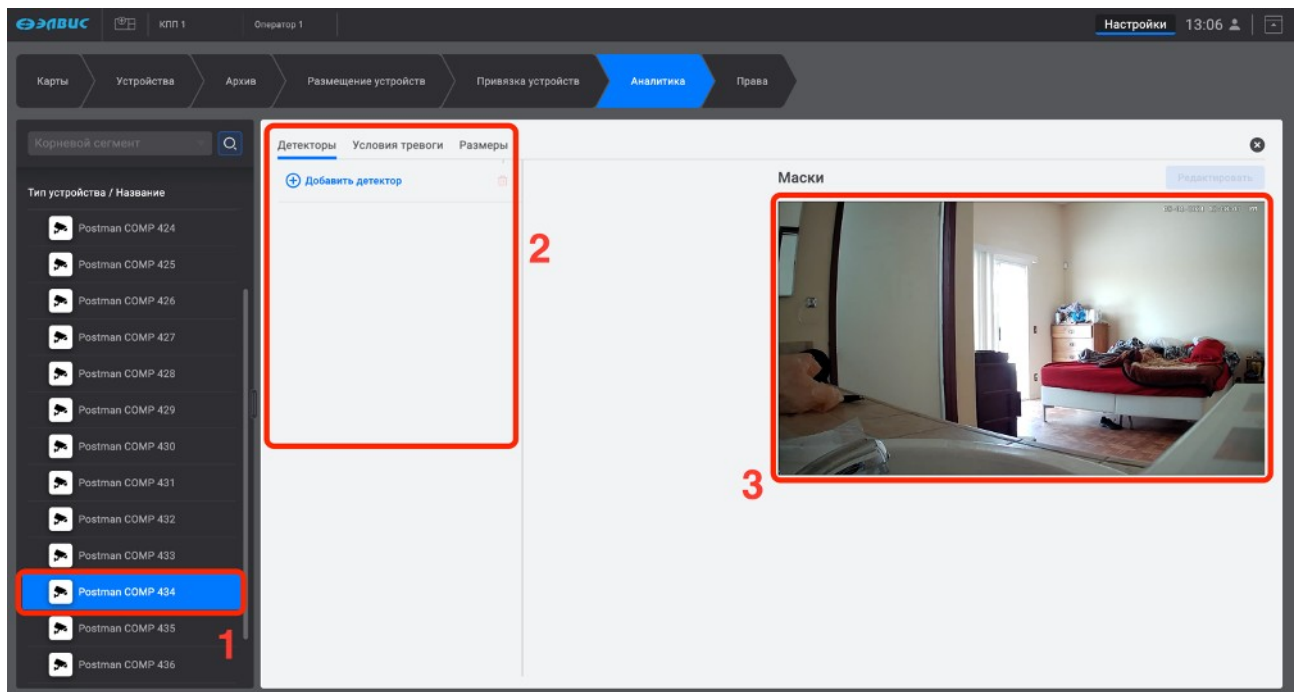 ЭЛВИС КПП 1 Оператор 1 Настройки 13:06
Карты Устройства Архив Размещение устройств Привязка устройств Аналитика Права
Корневой сегмент
Тип устройства / Название
Postman COMP 424
Postman COMP 425
Postman COMP 426
Postman COMP 427
Postman COMP 428
Postman COMP 429
Postman COMP 430
Postman COMP 431
Postman COMP 432
Postman COMP 433
Postman COMP 434
Postman COMP 435
Postman COMP 436
1
Детекторы Условия тревоги Размеры
Добавить детектор
2
Маски Редактировать
3